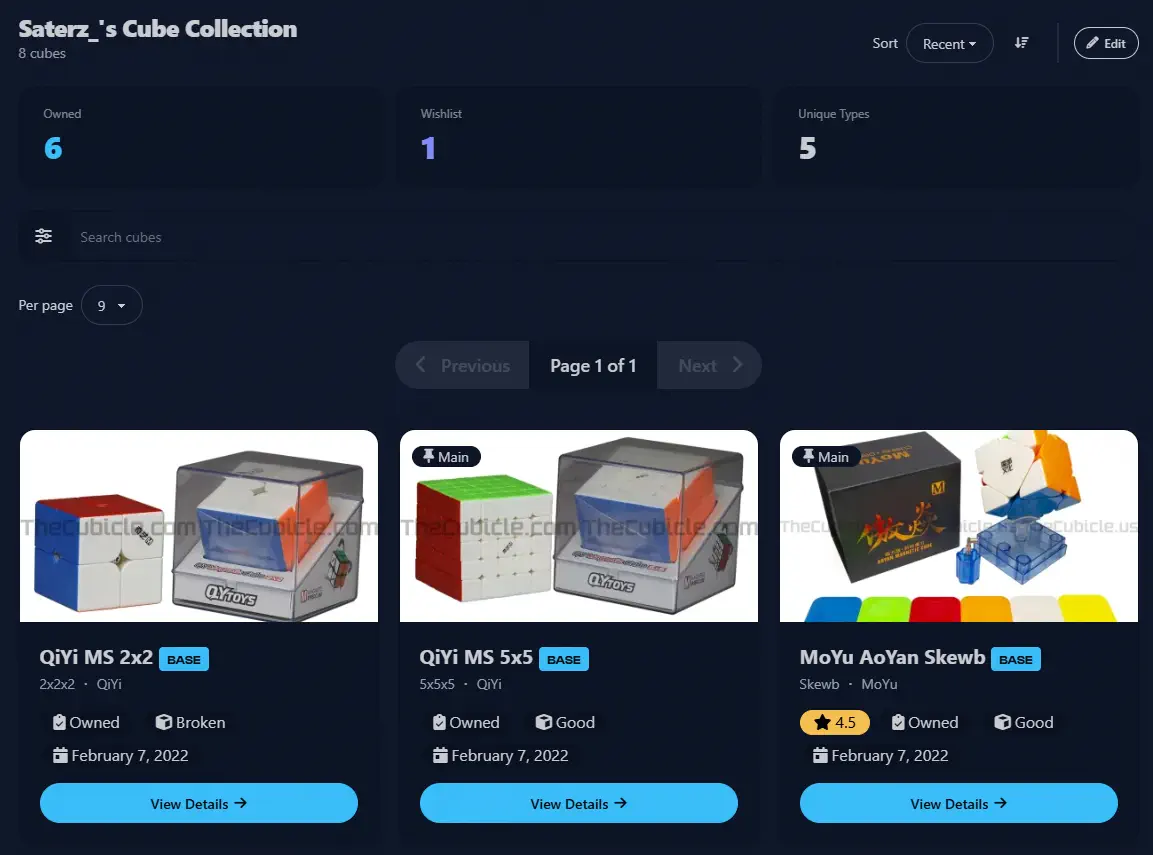 Saterz_'s Cube Collection
8 cubes
Sort
Recent
Edit
Owned
6
Wishlist
1
Unique Types
5
Search cubes
Per page
9
Previous
Page 1 of 1
Next
TheCubicle.com TheCubicle.com
QiYi MS 2x2 BASE
2x2x2 · QiYi
Owned
Broken
February 7, 2022
View Details
Main
TheCubicle.com TheCubicle.com
QiYi MS 5x5 BASE
5x5x5 · QiYi
Owned
Good
February 7, 2022
View Details
Main
MoYu
TheCubicle.us
MoYu AoYan Skewb BASE
Skewb · MoYu
4.5
Owned
Good
February 7, 2022
View Details